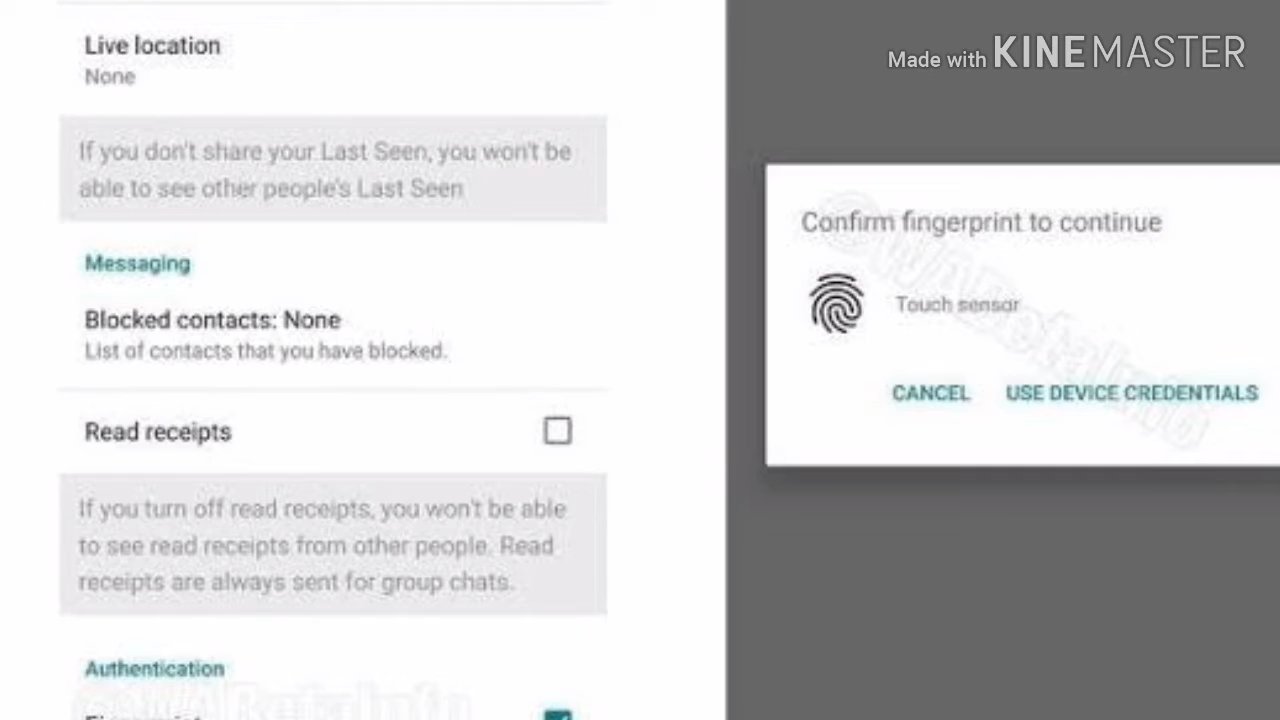 Live location
None
If you don't share your Last Seen, you won't be
able to see other people's Last Seen
Messaging
Blocked contacts: None
List of contacts that you have blocked.
Read receipts
If you turn off read receipts, you won't be able
to see read receipts from other people. Read
receipts are always sent for group chats.
Authentication
@WABetaInfo
Made with KINEMASTER
Confirm fingerprint to continue
Touch sensor
CANCEL USE DEVICE CREDENTIALS
@WABetaInfo